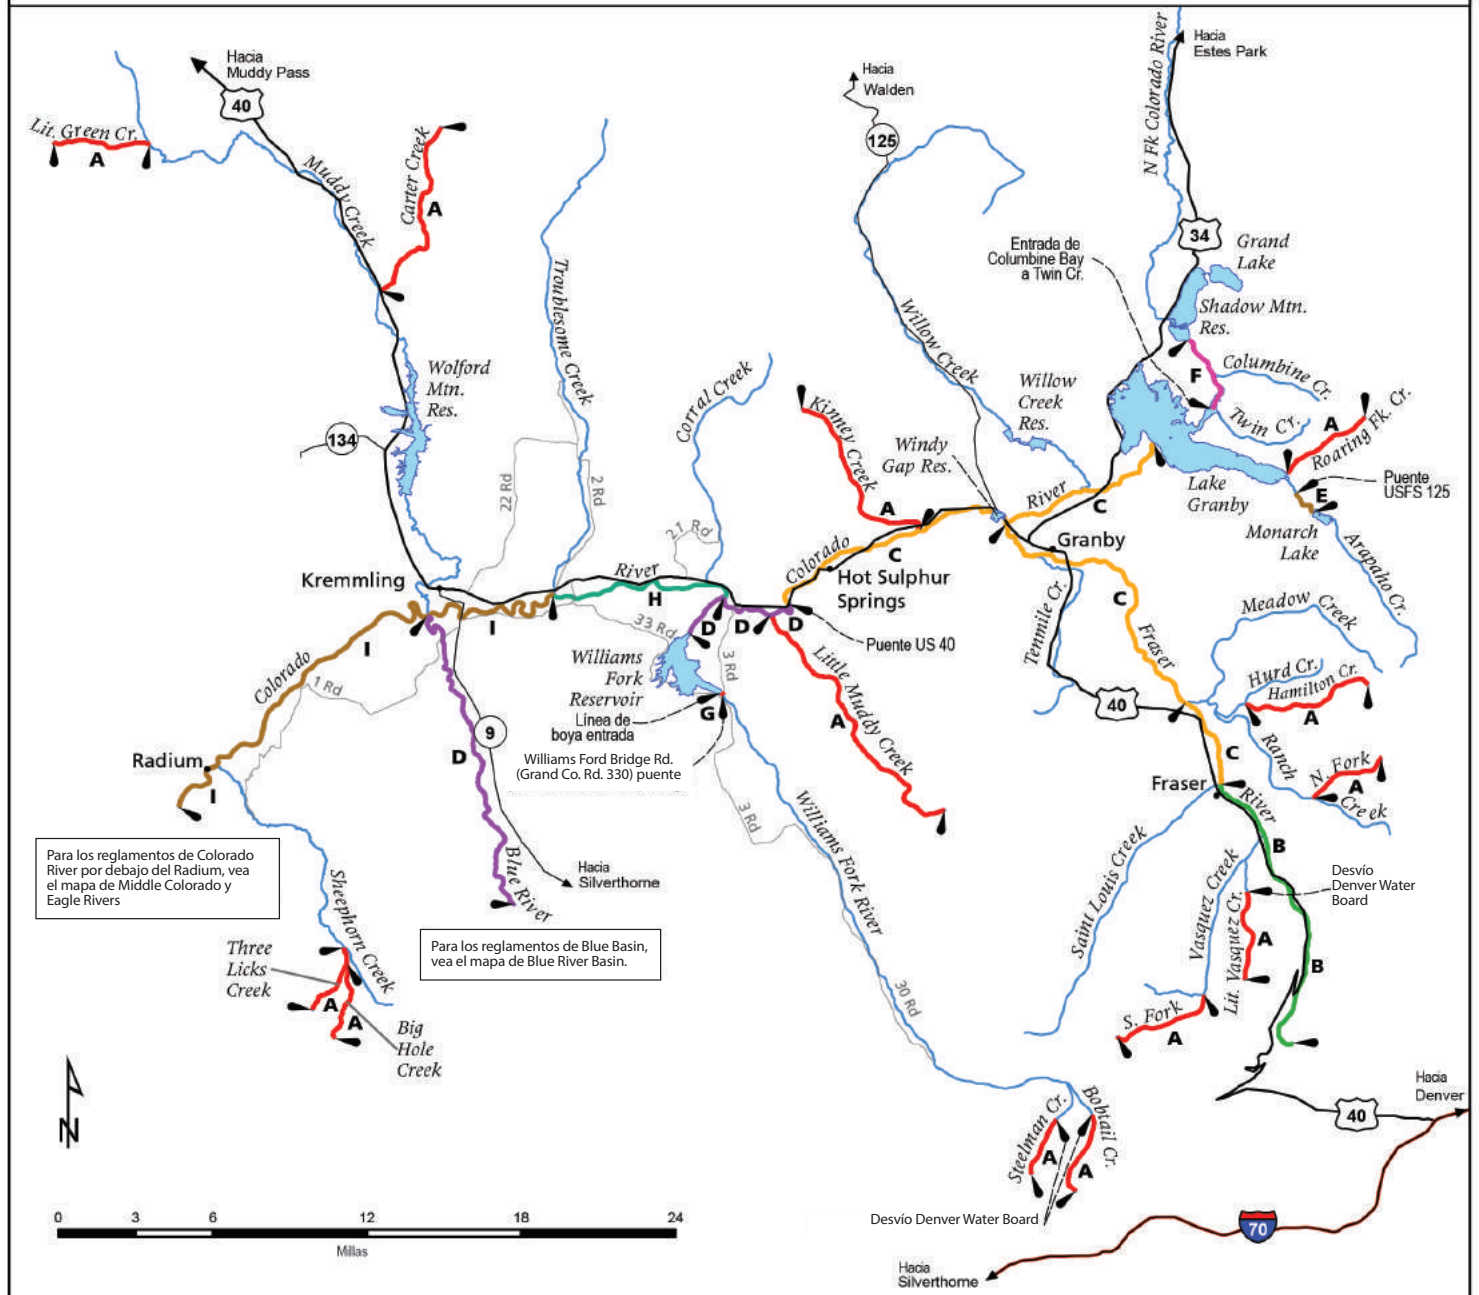 Hacia
Muddy Pass
40
Lit. Green Cr.
A
Muddy Creek
Carter Creek
A
Troublesome Creek
Hacia
Walden
125
N Fk Colorado River
Hacia
Estes Park
34
Grand
Lake
Entrada de
Columbine Bay
a Twin Cr.
Shadow Mtn.
Res.
Willow Creek
Columbine Cr.
F
Twin Cr.
A
Roaring Fk. Cr.
Wolford
Mtn.
Res.
134
22 Rd
2 Rd
Corral Creek
Kinney Creek
A
Windy
Gap Res.
Willow
Creek
Res.
River
C
Lake
Granby
E
Puente
USFS 125
Monarch
Lake
Arapaho Cr.
21 Rd
Colorado
C
Granby
Hot Sulphur
Springs
Kremmling
River
H
I
I
33 Rd
D
D
D
Puente US 40
Tenmile Cr.
C
Fraser
Meadow Creek
Colorado
1 Rd
Williams
Fork
Reservoir
3 Rd
Little Muddy Creek
A
Hurd Cr.
Hamilton Cr.
A
40
Línea de
boya entrada
G
9
D
Williams Ford Bridge Rd.
(Grand Co. Rd. 330) puente
Radium
I
Ranch
Creek
N. Fork
A
C
Fraser
River
B
3 Rd
Williams Fork River
Para los reglamentos de Colorado
River por debajo del Radium, vea
el mapa de Middle Colorado y
Eagle Rivers
Sheephorn Creek
Blue River
Hacia
Silverthorne
Saint Louis Creek
Vasquez Creek
Lit. Vasquez Cr.
A
Desvío
Denver Water
Board
B
Para los reglamentos de Blue Basin,
vea el mapa de Blue River Basin.
Three
Licks
Creek
A
A
Big
Hole
Creek
30 Rd
S. Fork
A
N
Steelman Cr.
A
Bobtail Cr.
A
Desvío Denver Water Board
Hacia
Denver
40
70
Hacia
Silverthorne
0 3 6 12 18 24
Millas